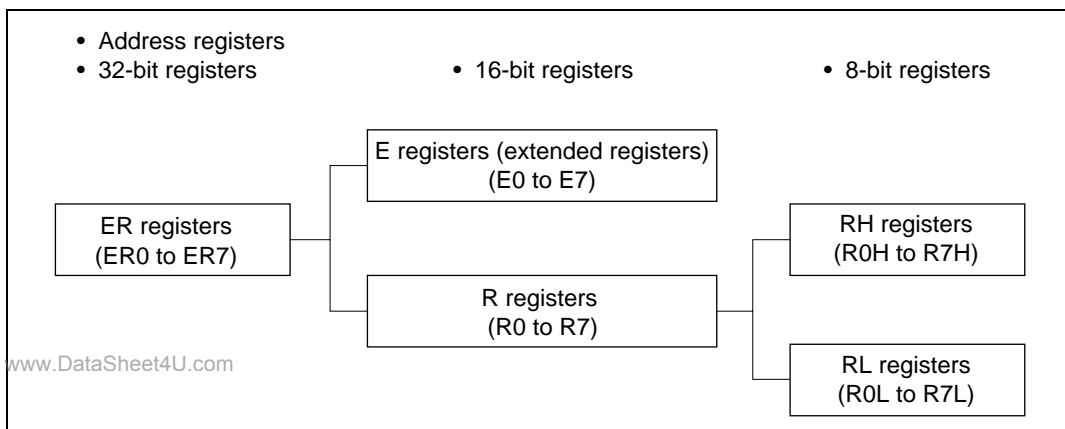 • Address registers
• 32-bit registers
• 16-bit registers
• 8-bit registers
E registers (extended registers)
(E0 to E7)
ER registers
(ER0 to ER7)
RH registers
(R0H to R7H)
R registers
(R0 to R7)
RL registers
(R0L to R7L)
www.DataSheet4U.com